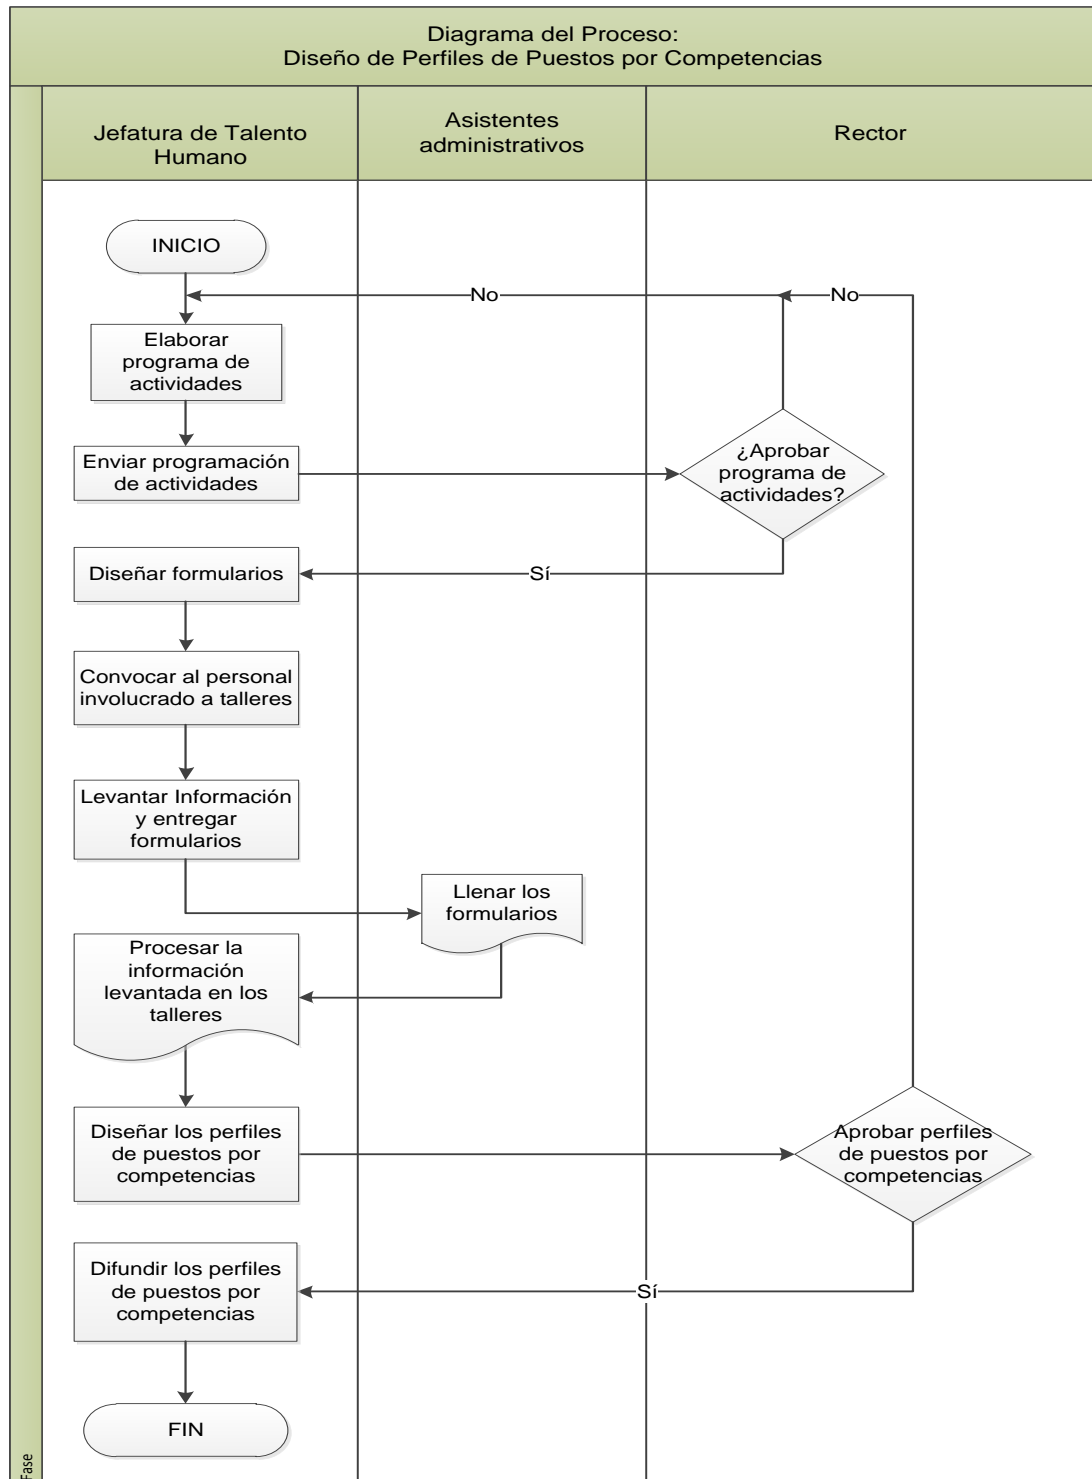 Diagrama del Proceso:
Diseño de Perfiles de Puestos por Competencias
Jefatura de Talento
Humano
Asistentes
administrativos
Rector
INICIO
No
No
Elaborar
programa de
actividades
Enviar programación
de actividades
¿Aprobar
programa de
actividades?
Diseñar formularios
Sí
Convocar al personal
involucrado a talleres
Levantar Información
y entregar
formularios
Llenar los
formularios
Procesar la
información
levantada en los
talleres
Diseñar los perfiles
de puestos por
competencias
Aprobar perfiles
de puestos por
competencias
Difundir los perfiles
de puestos por
competencias
Sí
FIN
Fase